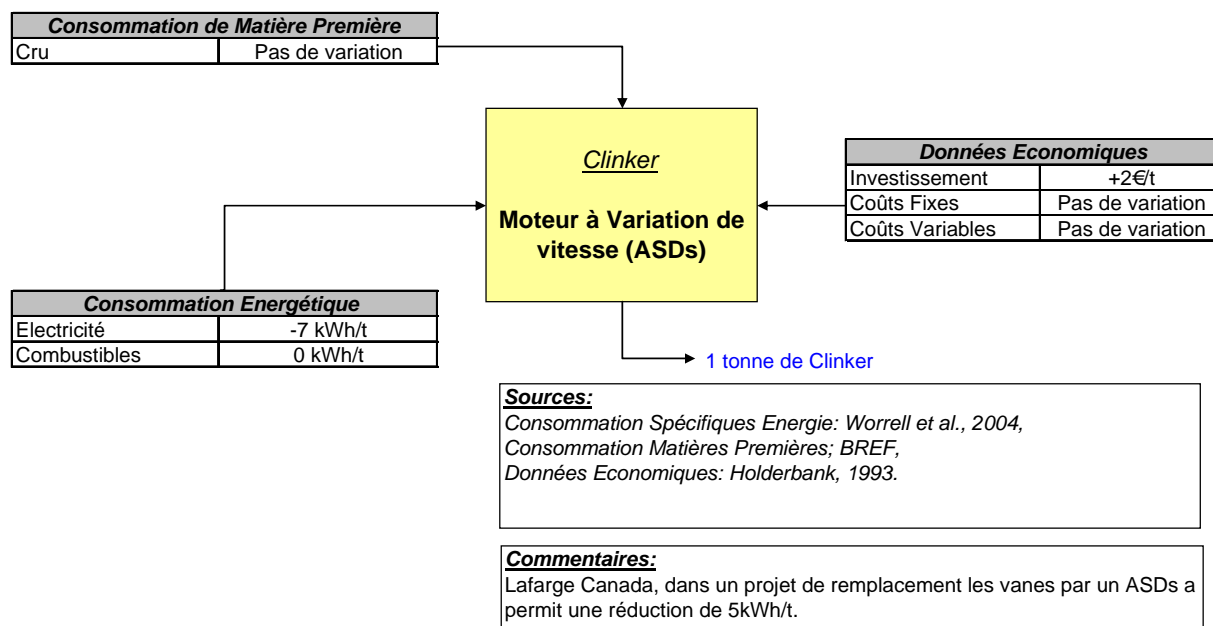 Consommation de Matière Première
Cru Pas de variation
Clinker
Moteur à Variation de
vitesse (ASDs)
Données Economiques
Investissement +2€/t
Coûts Fixes Pas de variation
Coûts Variables Pas de variation
Consommation Energétique
Electricité -7 kWh/t
Combustibles 0 kWh/t
1 tonne de Clinker
Sources:
Consommation Spécifiques Energie: Worrell et al., 2004,
Consommation Matières Premières; BREF,
Données Economiques: Holderbank, 1993.
Commentaires:
Lafarge Canada, dans un projet de remplacement les vanes par un ASDs a
permit une réduction de 5kWh/t.